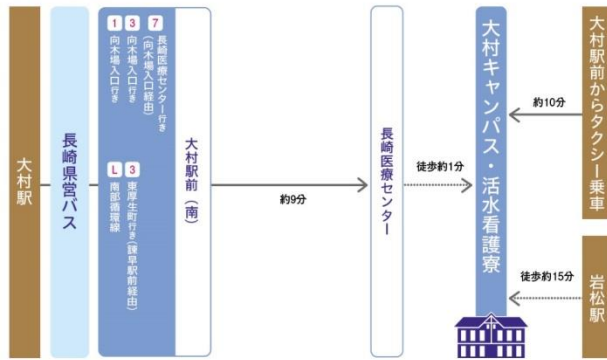 大村駅
長崎県営バス
1
向木場入口行き
3
向木場入口行き
7
長崎医療センター行き
(向木場入口経由)
L
南部循環線
3
東厚生町行き(諫早駅前経由)
大村駅前(南)
約9分
長崎医療センター
徒歩約1分
大村キャンパス・活水看護寮
約10分
大村駅前からタクシー乗車
徒歩約15分
岩松駅